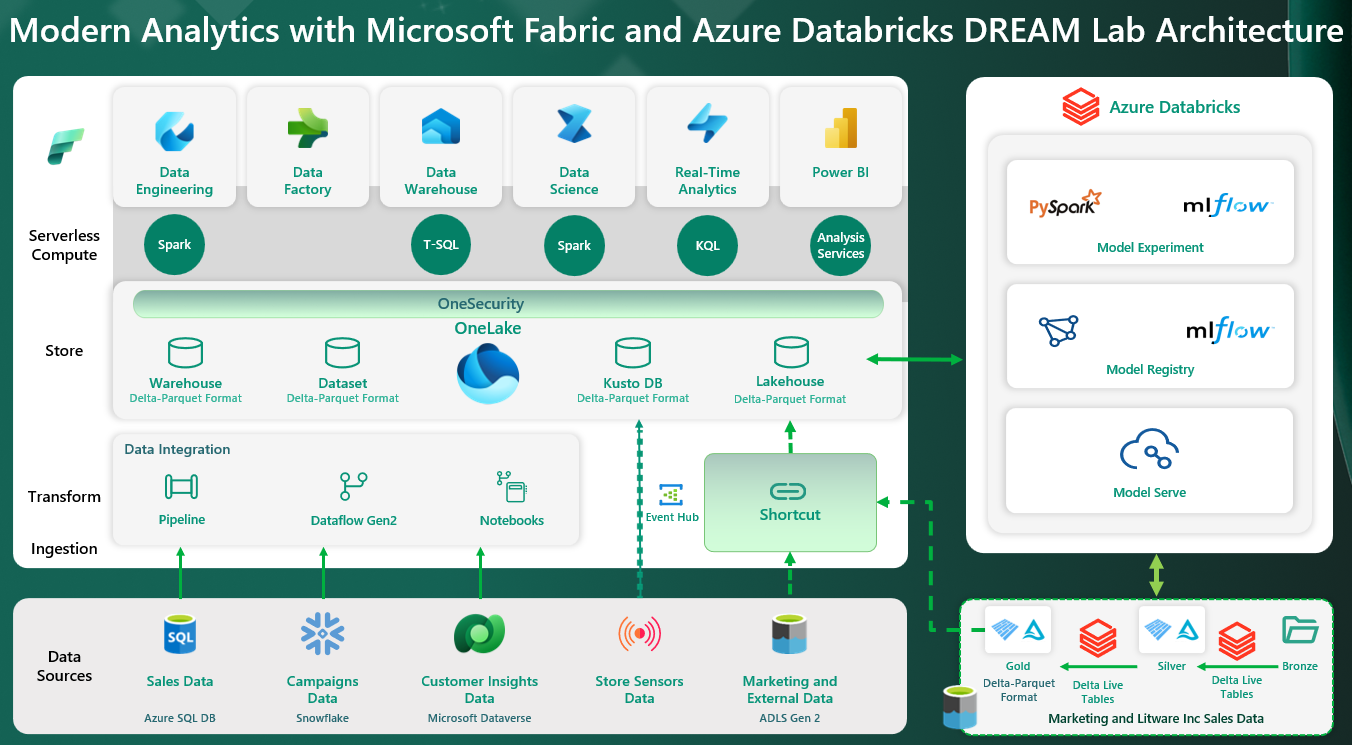 Modern Analytics with Microsoft Fabric and Azure Databricks DREAM Lab Architecture
Data
Engineering
Data
Factory
Data
Warehouse
Data
Science
Real-Time
Analytics
Power BI
Serverless
Compute
Spark
T-SQL
Spark
KQL
Analysis
Services
Store
OneSecurity
OneLake
Warehouse
Delta-Parquet Format
Dataset
Delta-Parquet Format
Kusto DB
Delta-Parquet Format
Lakehouse
Delta-Parquet Format
Transform
Ingestion
Data Integration
Pipeline
Dataflow Gen2
Notebooks
Event Hub
Shortcut
Data
Sources
SQL
Sales Data
Azure SQL DB
Campaigns
Data
Snowflake
Customer Insights
Data
Microsoft Dataverse
Store Sensors
Data
Marketing and
External Data
ADLS Gen 2
Azure Databricks
PySpark
mlflow
Model Experiment
mlflow
Model Registry
Model Serve
Gold
Delta-Parquet
Format
Delta Live
Tables
Silver
Delta Live
Tables
Bronze
Marketing and Litware Inc Sales Data